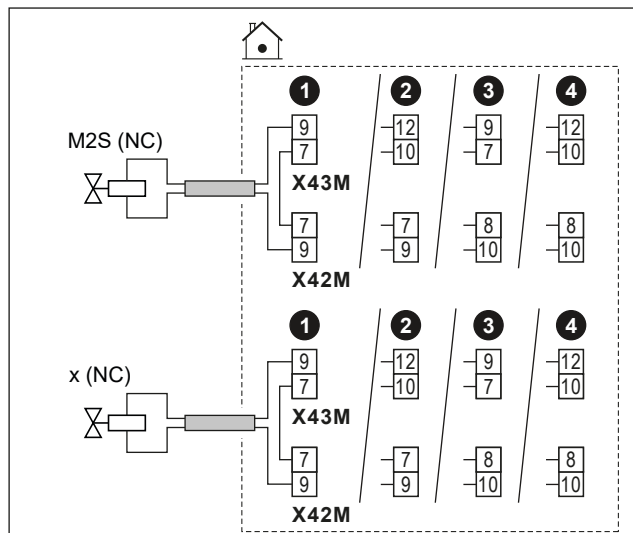 1 2 3 4
M2S (NC)
9 12 9 12
7 10 7 10
X43M
7 7 8 8
9 9 10 10
X42M
1 2 3 4
x (NC)
9 12 9 12
7 10 7 10
X43M
7 7 8 8
9 9 10 10
X42M